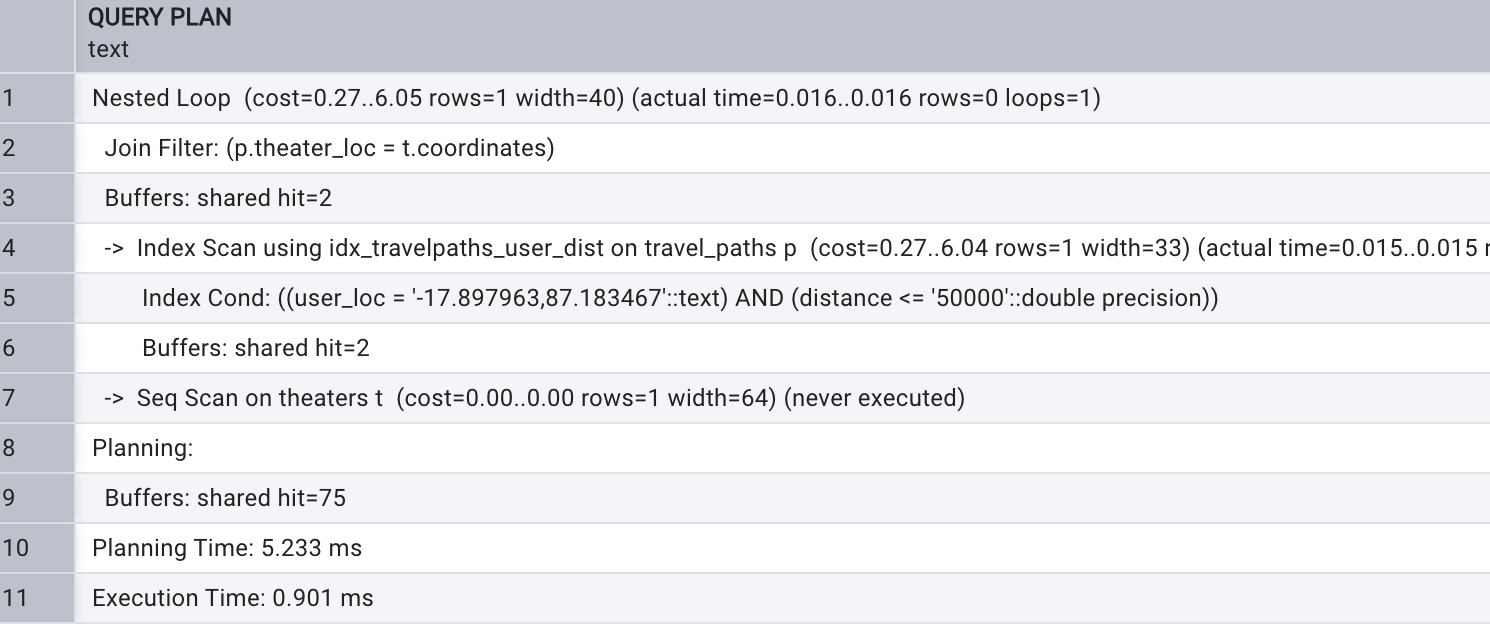 QUERY PLAN
text
1 Nested Loop (cost=0.27..6.05 rows=1 width=40) (actual time=0.016..0.016 rows=0 loops=1)
2 Join Filter: (p.theater_loc = t.coordinates)
3 Buffers: shared hit=2
4 -> Index Scan using idx_travelpaths_user_dist on travel_paths p (cost=0.27..6.04 rows=1 width=33) (actual time=0.015..0.015
5 Index Cond: ((user_loc = '-17.897963,87.183467'::text) AND (distance <= '50000'::double precision))
6 Buffers: shared hit=2
7 -> Seq Scan on theaters t (cost=0.00..0.00 rows=1 width=64) (never executed)
8 Planning:
9 Buffers: shared hit=75
10 Planning Time: 5.233 ms
11 Execution Time: 0.901 ms